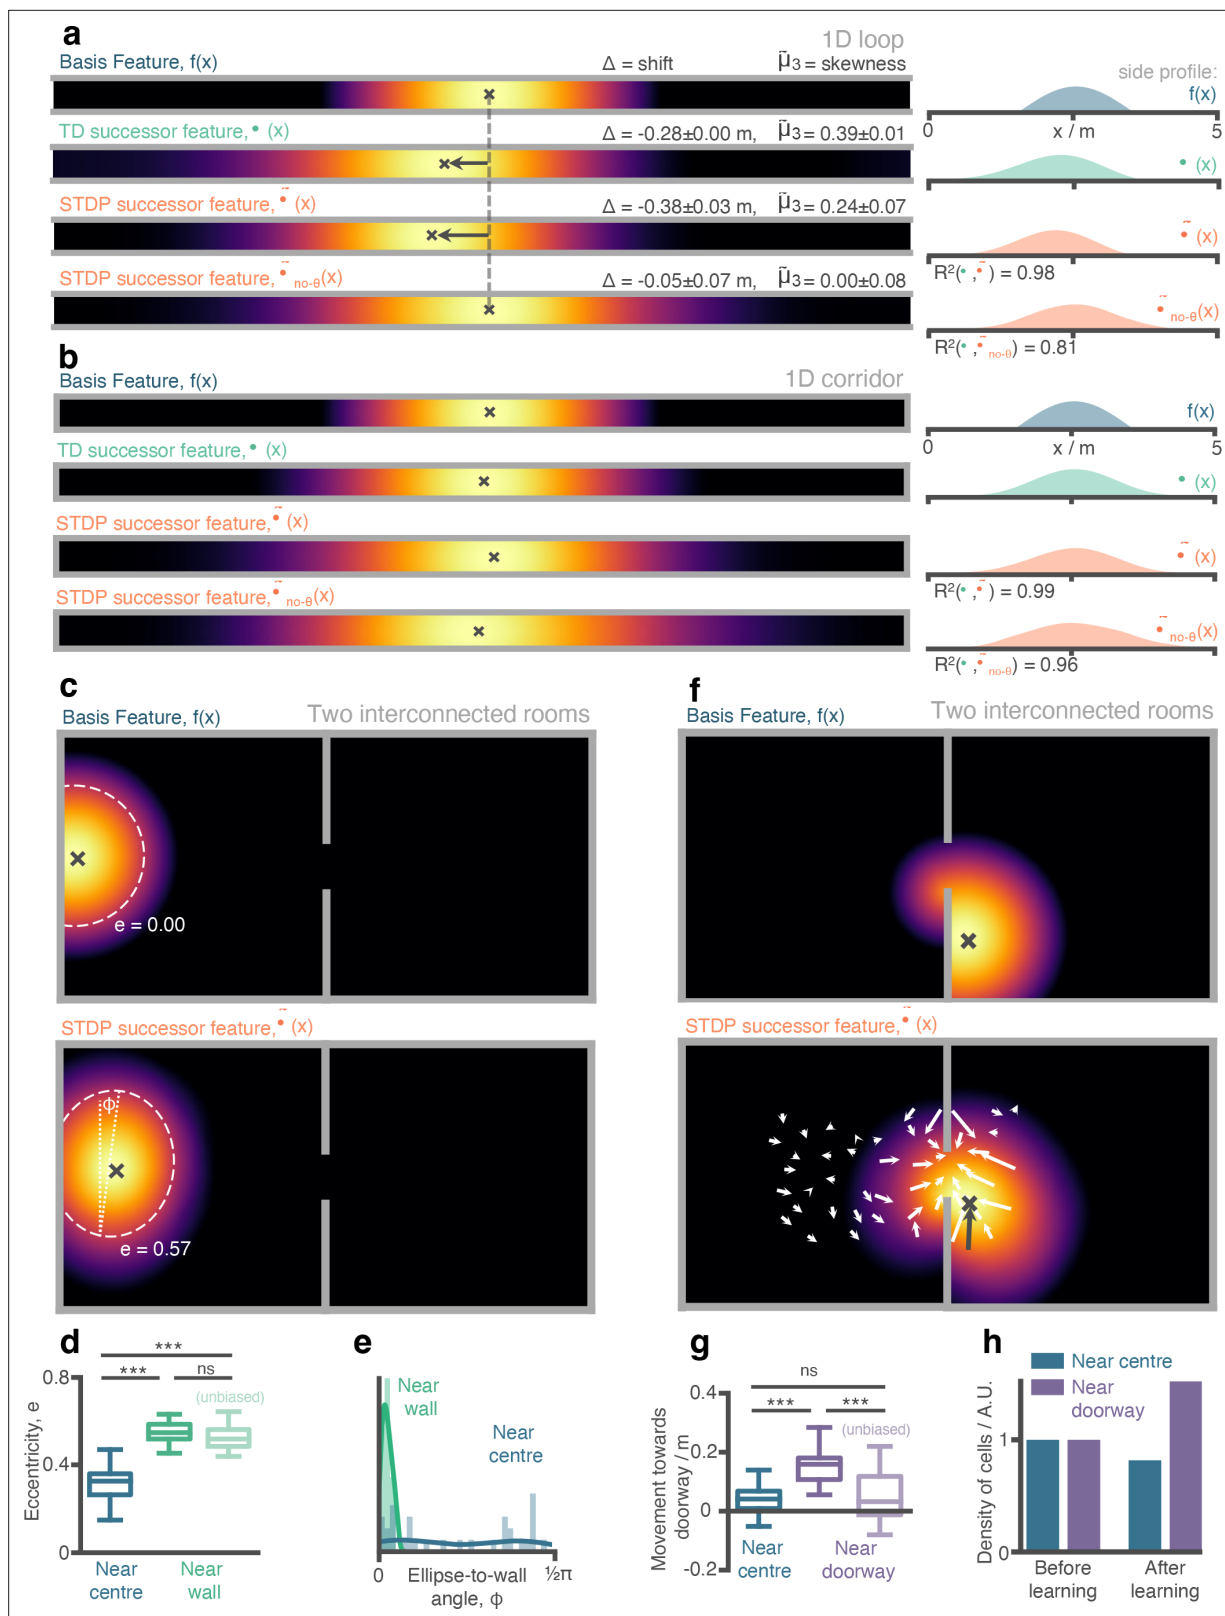 a
1D loop
Basis Feature, f(x)
Δ = shift
μ̃3 = skewness
side profile:
f(x)
0
x / m
5
TD successor feature, • (x)
Δ = -0.28±0.00 m,
μ̃3 = 0.39±0.01
• (x)
STDP successor feature, •̃ (x)
Δ = -0.38±0.03 m,
μ̃3 = 0.24±0.07
•̃ (x)
R²(• ,•̃ ) = 0.98
STDP successor feature, •̃ no-θ(x)
Δ = -0.05±0.07 m,
μ̃3 = 0.00±0.08
•̃ no-θ(x)
R²(• ,•̃ no-θ) = 0.81
b
1D corridor
Basis Feature, f(x)
f(x)
0
x / m
5
TD successor feature, • (x)
• (x)
STDP successor feature, •̃ (x)
•̃ (x)
R²(• ,•̃ ) = 0.99
STDP successor feature, •̃ no-θ(x)
•̃ no-θ(x)
R²(• ,•̃ no-θ) = 0.96
c
Basis Feature, f(x)
Two interconnected rooms
e = 0.00
STDP successor feature, •̃ (x)
ϕ
e = 0.57
f
Basis Feature, f(x)
Two interconnected rooms
STDP successor feature, •̃ (x)
d
***
***
ns
(unbiased)
0.8
0.4
0
Eccentricity, e
Near
centre
Near
wall
e
Near
wall
Near
centre
0
Ellipse-to-wall
angle, ϕ
½π
g
ns
***
***
(unbiased)
0.4
0.2
0
-0.2
Movement towards
doorway / m
Near
centre
Near
doorway
h
Near centre
Near
doorway
1
0
Density of cells / A.U.
Before
learning
After
learning